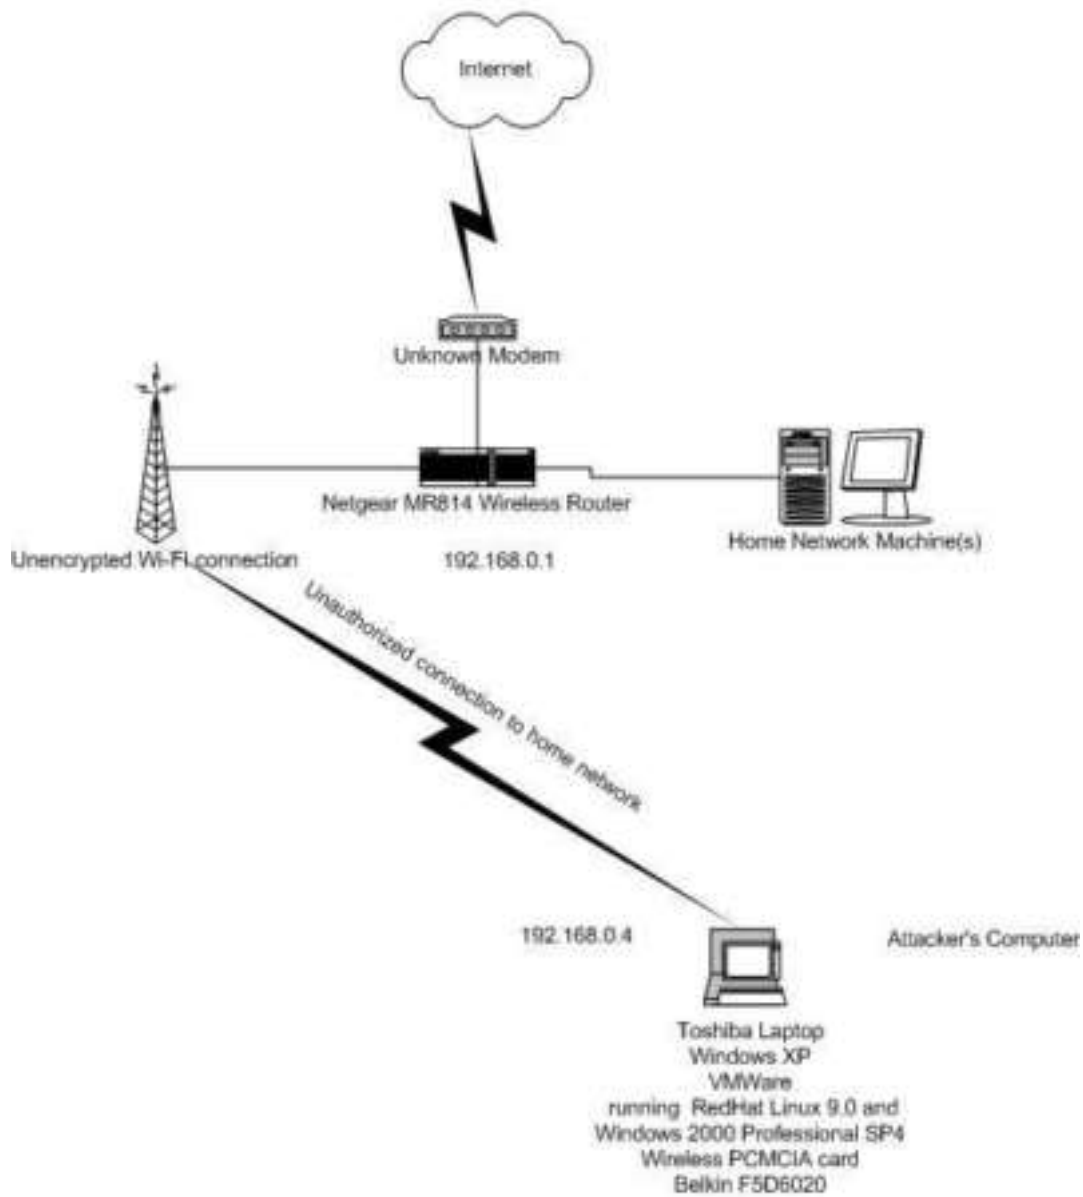 Internet
Unknown Modem
Netgear MR814 Wireless Router
Home Network Machine(s)
Unencrypted Wi-Fi connection
192.168.0.1
Unauthorized connection to home network
192.168.0.4
Attacker's Computer
Toshiba Laptop
Windows XP
VMWare
running RedHat Linux 9.0 and
Windows 2000 Professional SP4
Wireless PCMCIA card
Belkin F5D6020